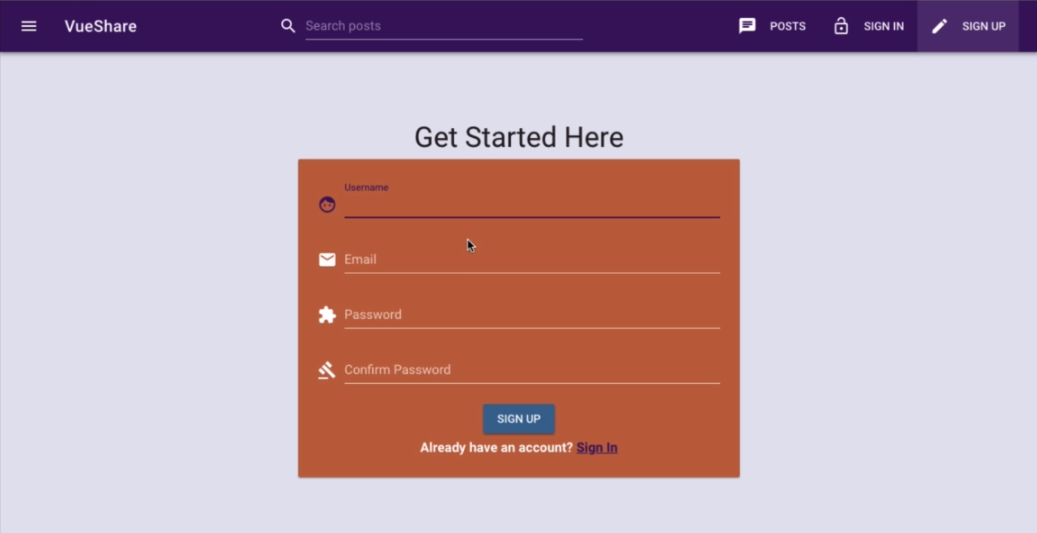 VueShare Search posts POSTS SIGN IN SIGN UP
Get Started Here
Username
Email
Password
Confirm Password
SIGN UP
Already have an account? Sign In